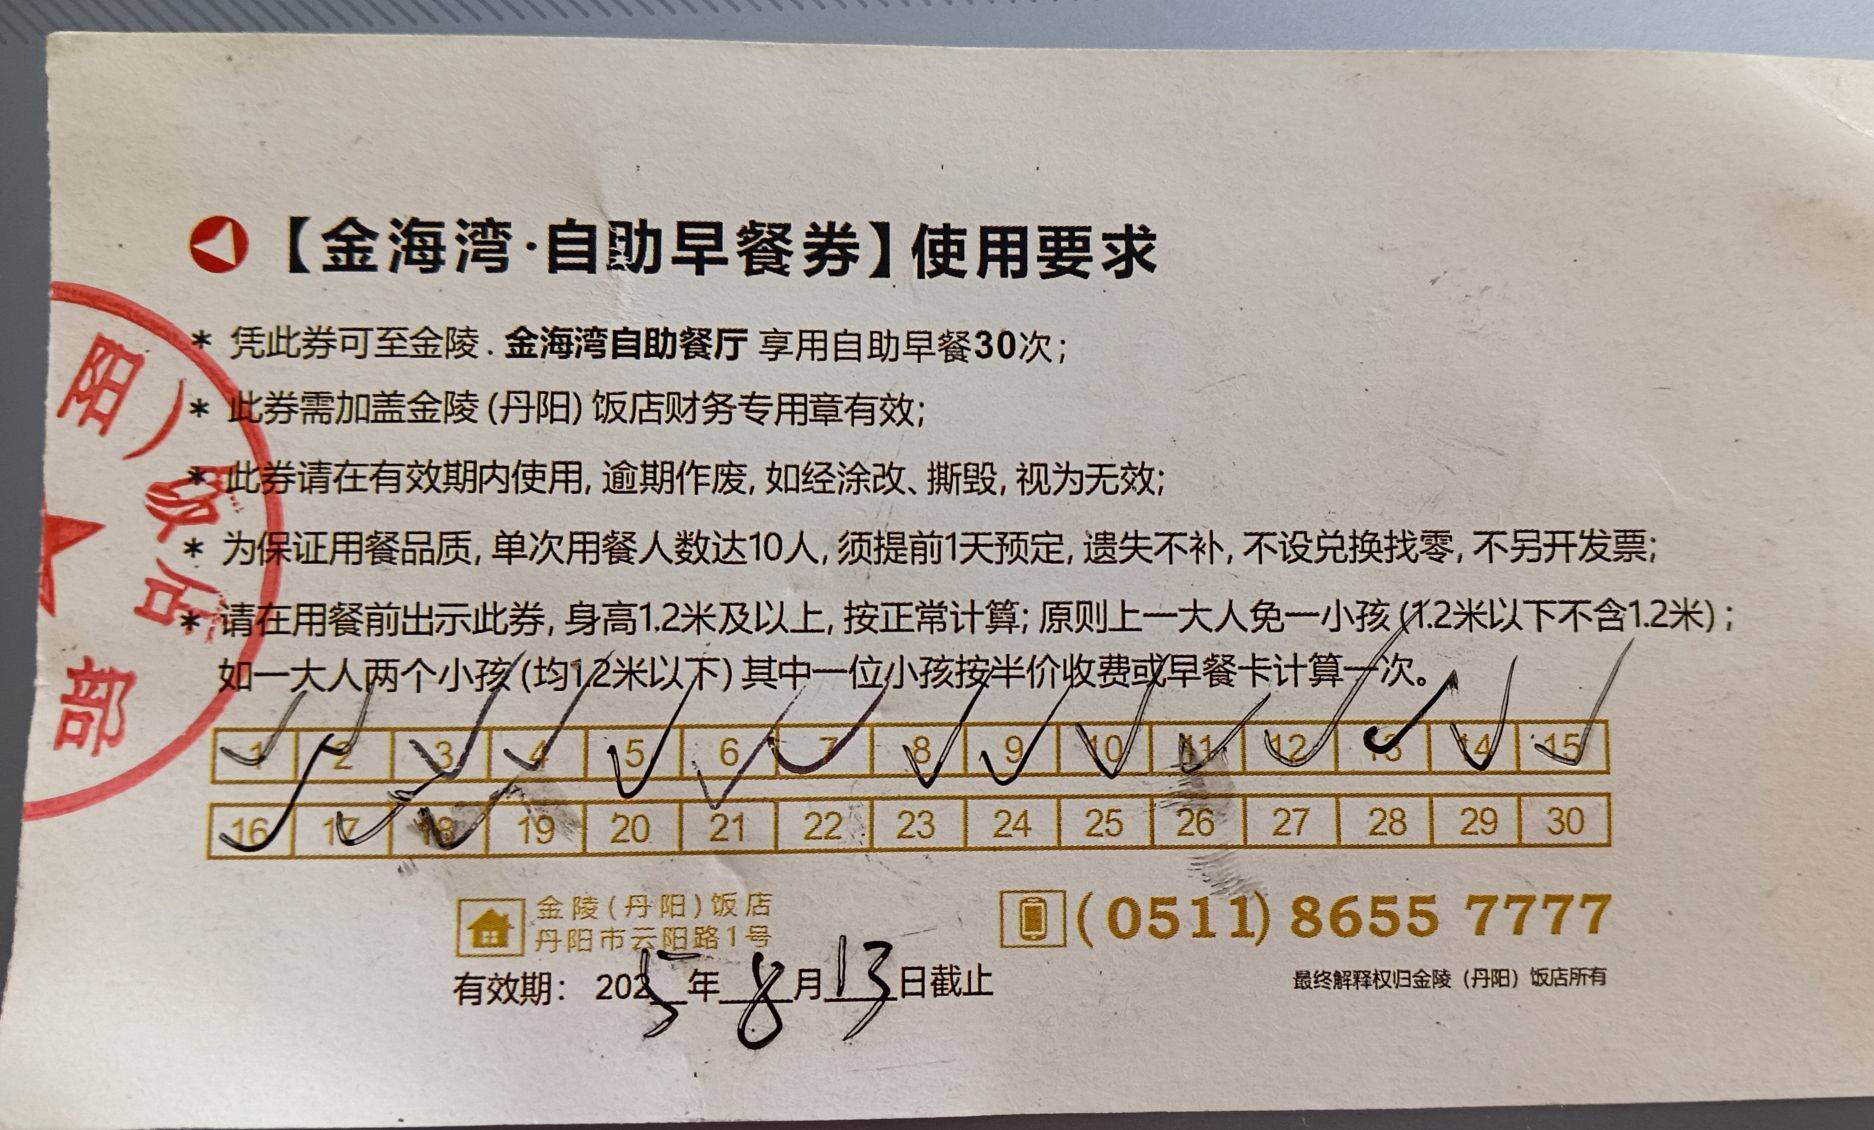 【金海湾·自助早餐券】使用要求
* 凭此券可至金陵.金海湾自助餐厅 享用自助早餐30次;
* 此券需加盖金陵(丹阳)饭店财务专用章有效;
* 此券请在有效期内使用, 逾期作废, 如经涂改、撕毁, 视为无效;
* 为保证用餐品质, 单次用餐人数达10人, 须提前1天预定, 遗失不补, 不设兑换找零, 不另开发票;
* 请在用餐前出示此券, 身高1.2米及以上, 按正常计算; 原则上一大人免一小孩(1.2米以下不含1.2米);
如一大人两个小孩(均1.2米以下)其中一位小孩按半价收费或早餐卡计算一次。
1 2 3 4 5 6 7 8 9 10 11 12 13 14 15
16 17 18 19 20 21 22 23 24 25 26 27 28 29 30
金陵(丹阳)饭店
丹阳市云阳路1号
(0511) 8655 7777
有效期: 2025年8月13日截止
最终解释权归金陵(丹阳)饭店所有
阳)饭店
部